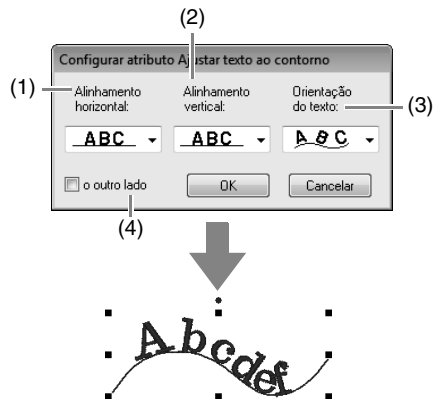 (2)
Configurar atributo Ajustar texto ao contorno
(1)
Alinhamento
horizontal:
Alinhamento
vertical:
Orientação
do texto:
(3)
ABC
ABC
ABC
o outro lado
OK
Cancelar
(4)
Abcdef